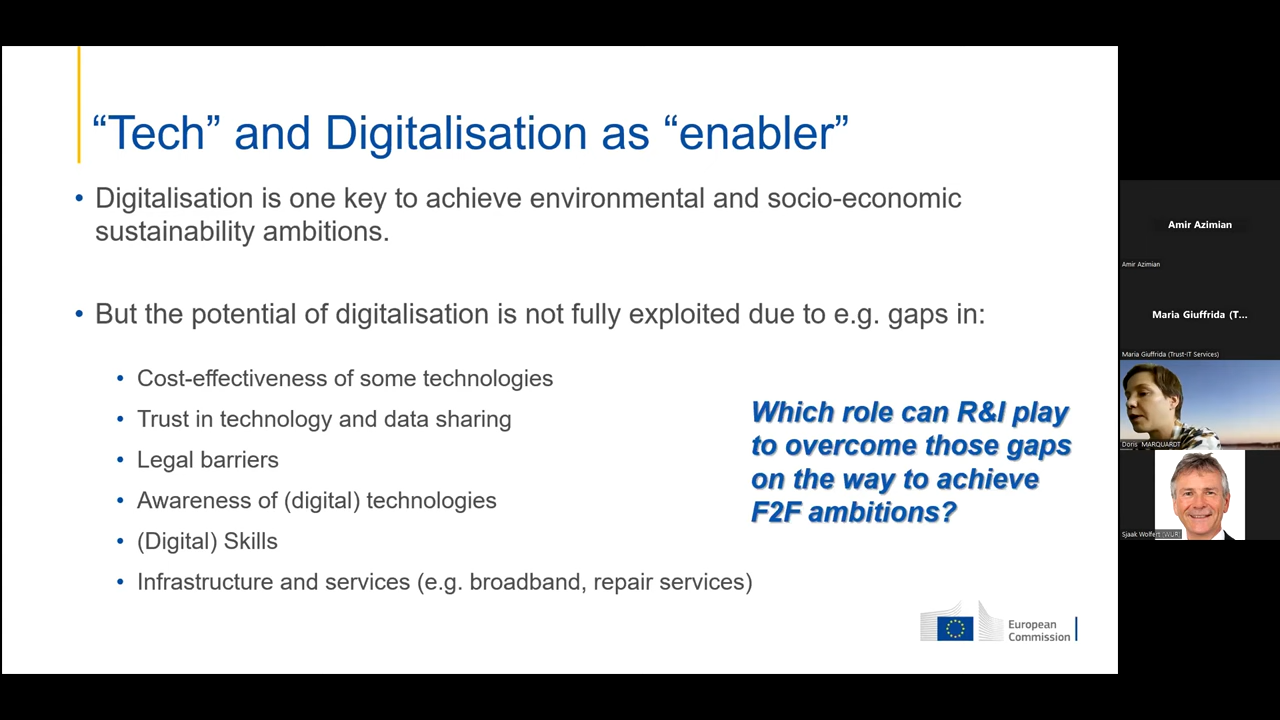 “Tech” and Digitalisation as “enabler”
• Digitalisation is one key to achieve environmental and socio-economic
sustainability ambitions.
• But the potential of digitalisation is not fully exploited due to e.g. gaps in:
• Cost-effectiveness of some technologies
• Trust in technology and data sharing
• Legal barriers
• Awareness of (digital) technologies
• (Digital) Skills
• Infrastructure and services (e.g. broadband, repair services)
Which role can R&I play
to overcome those gaps
on the way to achieve
F2F ambitions?
European
Commission
Amir Azimian
Amir Azimian
Maria Giuffrida (T...
Maria Giuffrida (Trust-IT Services)
Doris MARQUARDT
Sjaak Wolfert (WUR)